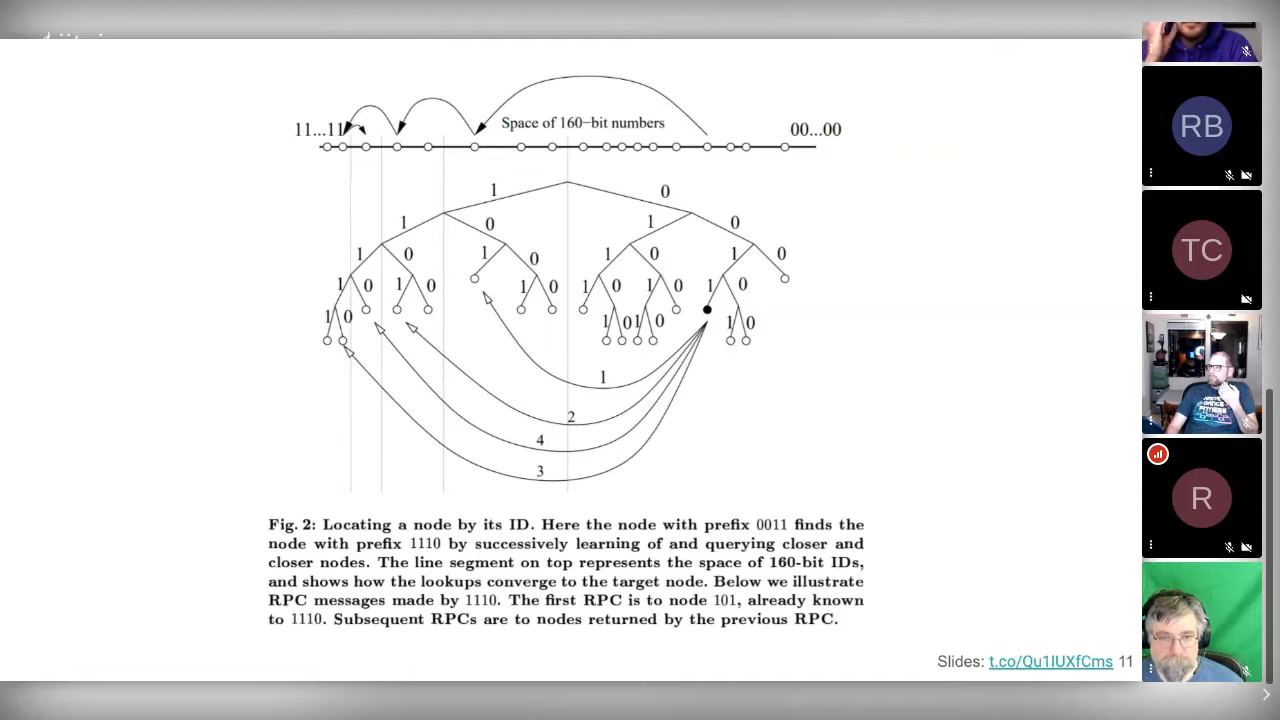 11...11
Space of 160−bit numbers
00...00
1 0
1 0 1 0
1 0 1 0 1 0 1 0
1 0 1 0 1 0 1 0 1 0 1 0
1 0 1 0 1 0 1 0
1
2
4
3
Fig. 2: Locating a node by its ID. Here the node with prefix 0011 finds the
node with prefix 1110 by successively learning of and querying closer and
closer nodes. The line segment on top represents the space of 160-bit IDs,
and shows how the lookups converge to the target node. Below we illustrate
RPC messages made by 1110. The first RPC is to node 101, already known
to 1110. Subsequent RPCs are to nodes returned by the previous RPC.
Slides: t.co/Qu1IUXfCms 11
RB
TC
R